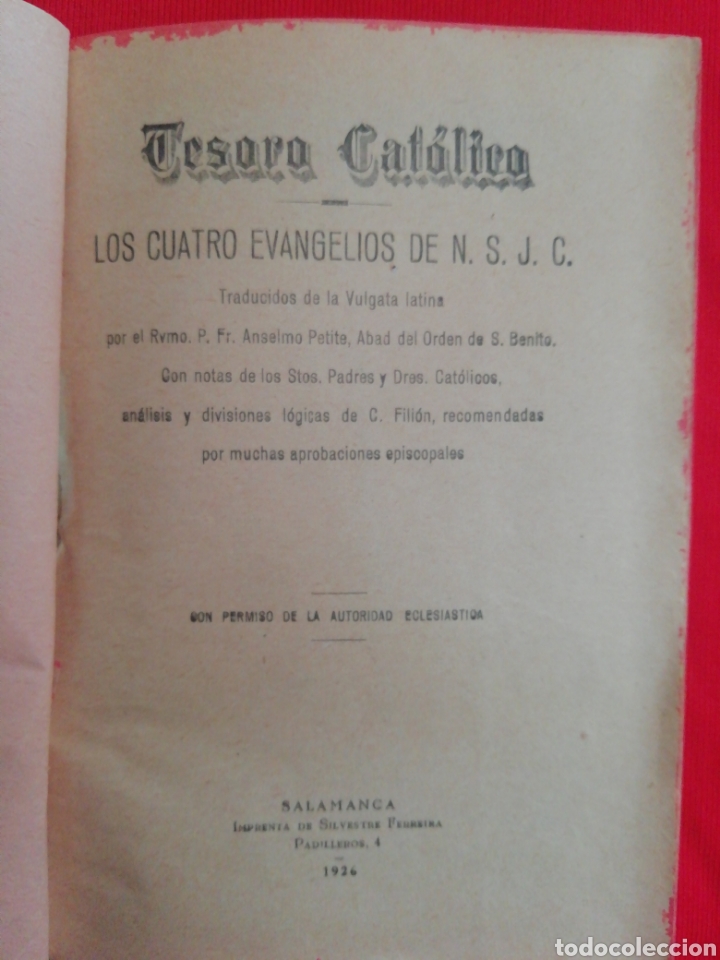 Tesoro Católico
LOS CUATRO EVANGELIOS DE N. S. J. C.
Traducidos de la Vulgata latina
por el Rvmo. P. Fr. Anselmo Petite, Abad del Orden de S. Benito.
Con notas de los Stos. Padres y Dres. Católicos,
análisis y divisiones lógicas de C. Filión, recomendadas
por muchas aprobaciones episcopales
CON PERMISO DE LA AUTORIDAD ECLESIASTICA
SALAMANCA
IMPRENTA DE SILVESTRE FERREIRA
PADILLEROS, 4
1926
todocoleccion